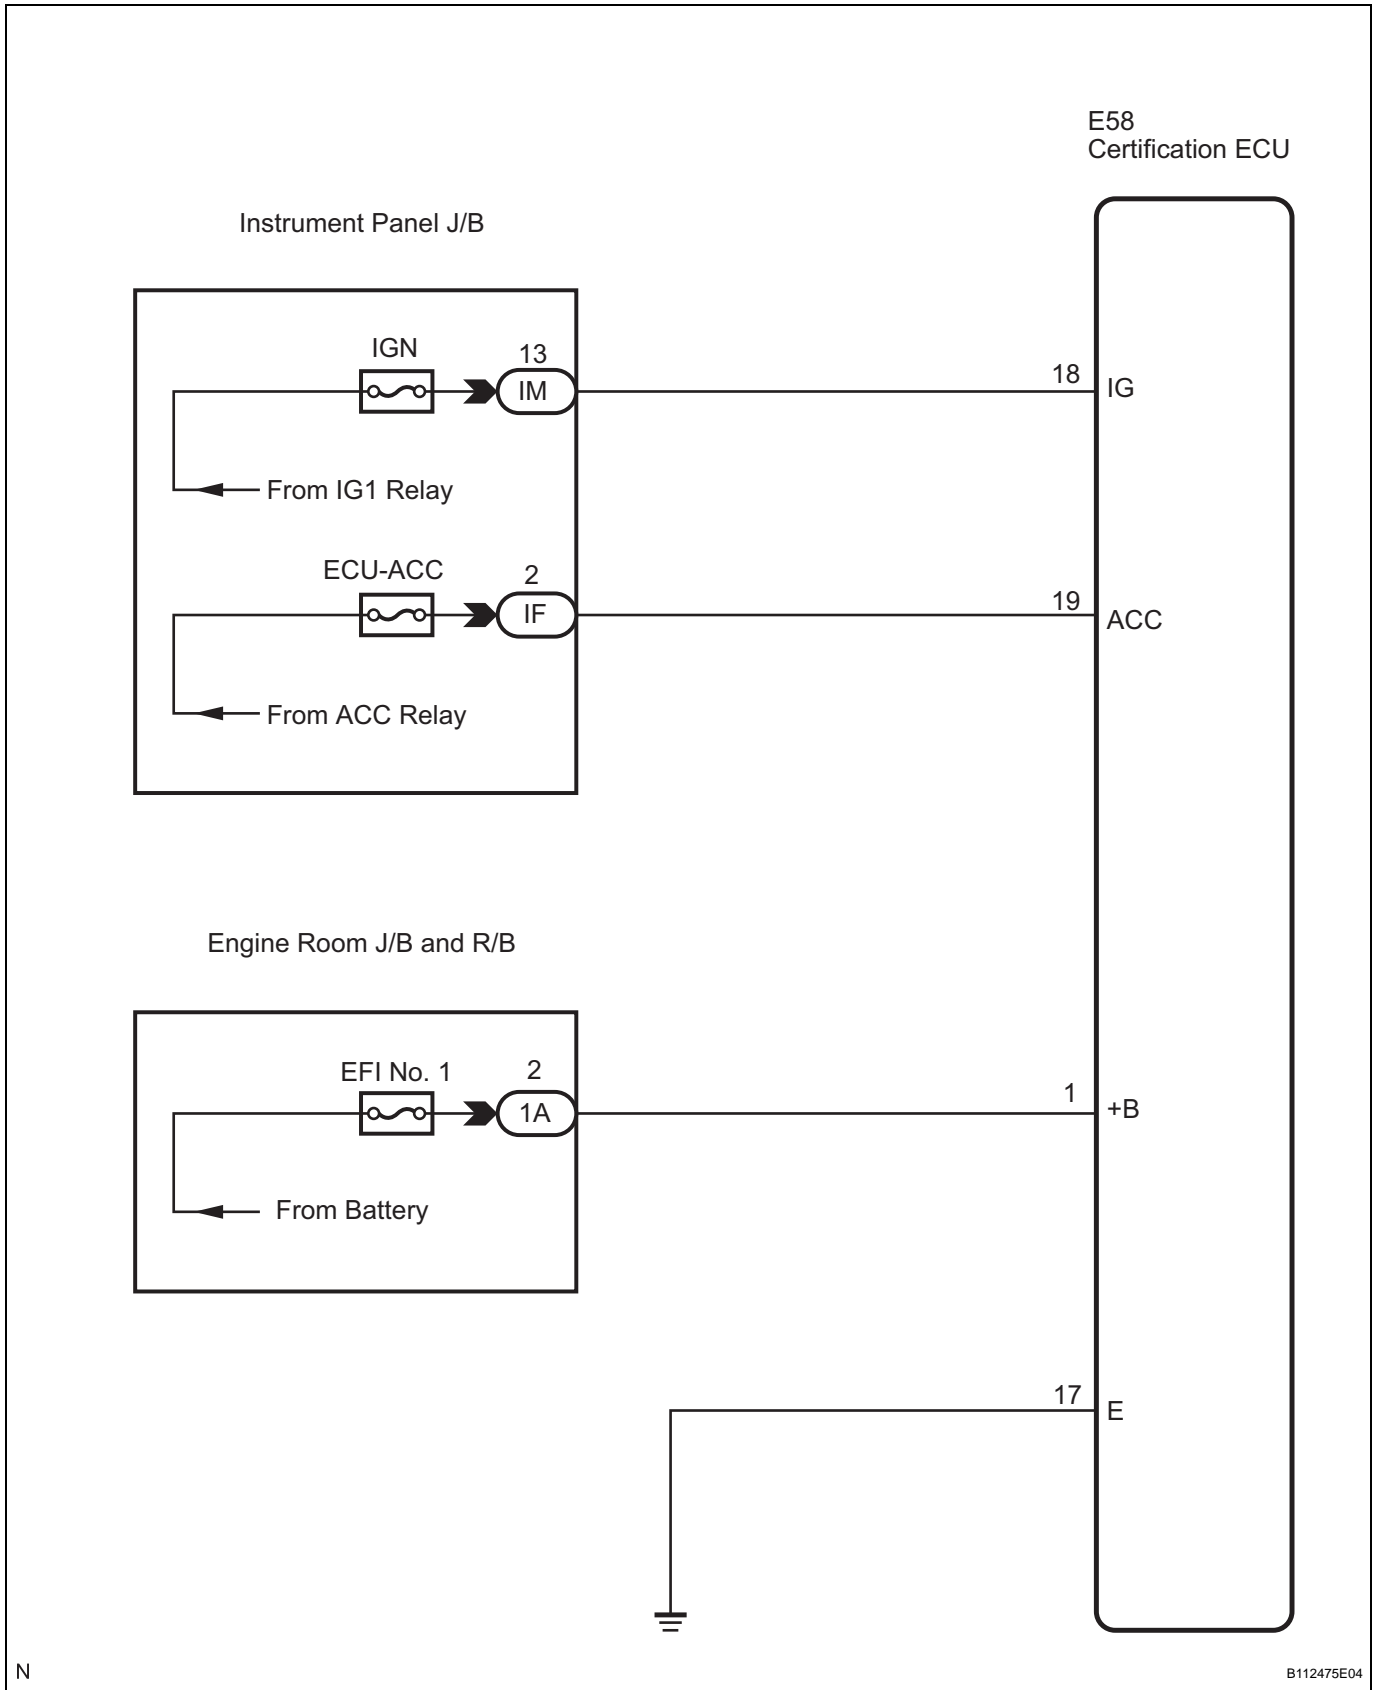 E58
Certification ECU
Instrument Panel J/B
IGN
13
IM
18
IG
From IG1 Relay
ECU-ACC
2
IF
19
ACC
From ACC Relay
Engine Room J/B and R/B
EFI No. 1
2
1A
1
+B
From Battery
17
E
N
B112475E04